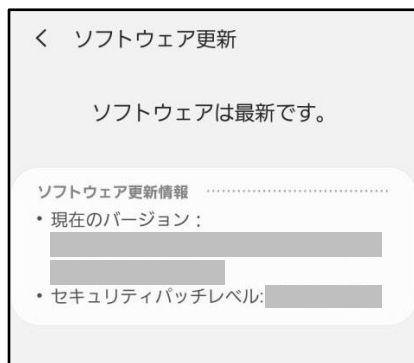 ソフトウェア更新
ソフトウェアは最新です。
ソフトウェア更新情報
• 現在のバージョン :
• セキュリティパッチレベル: